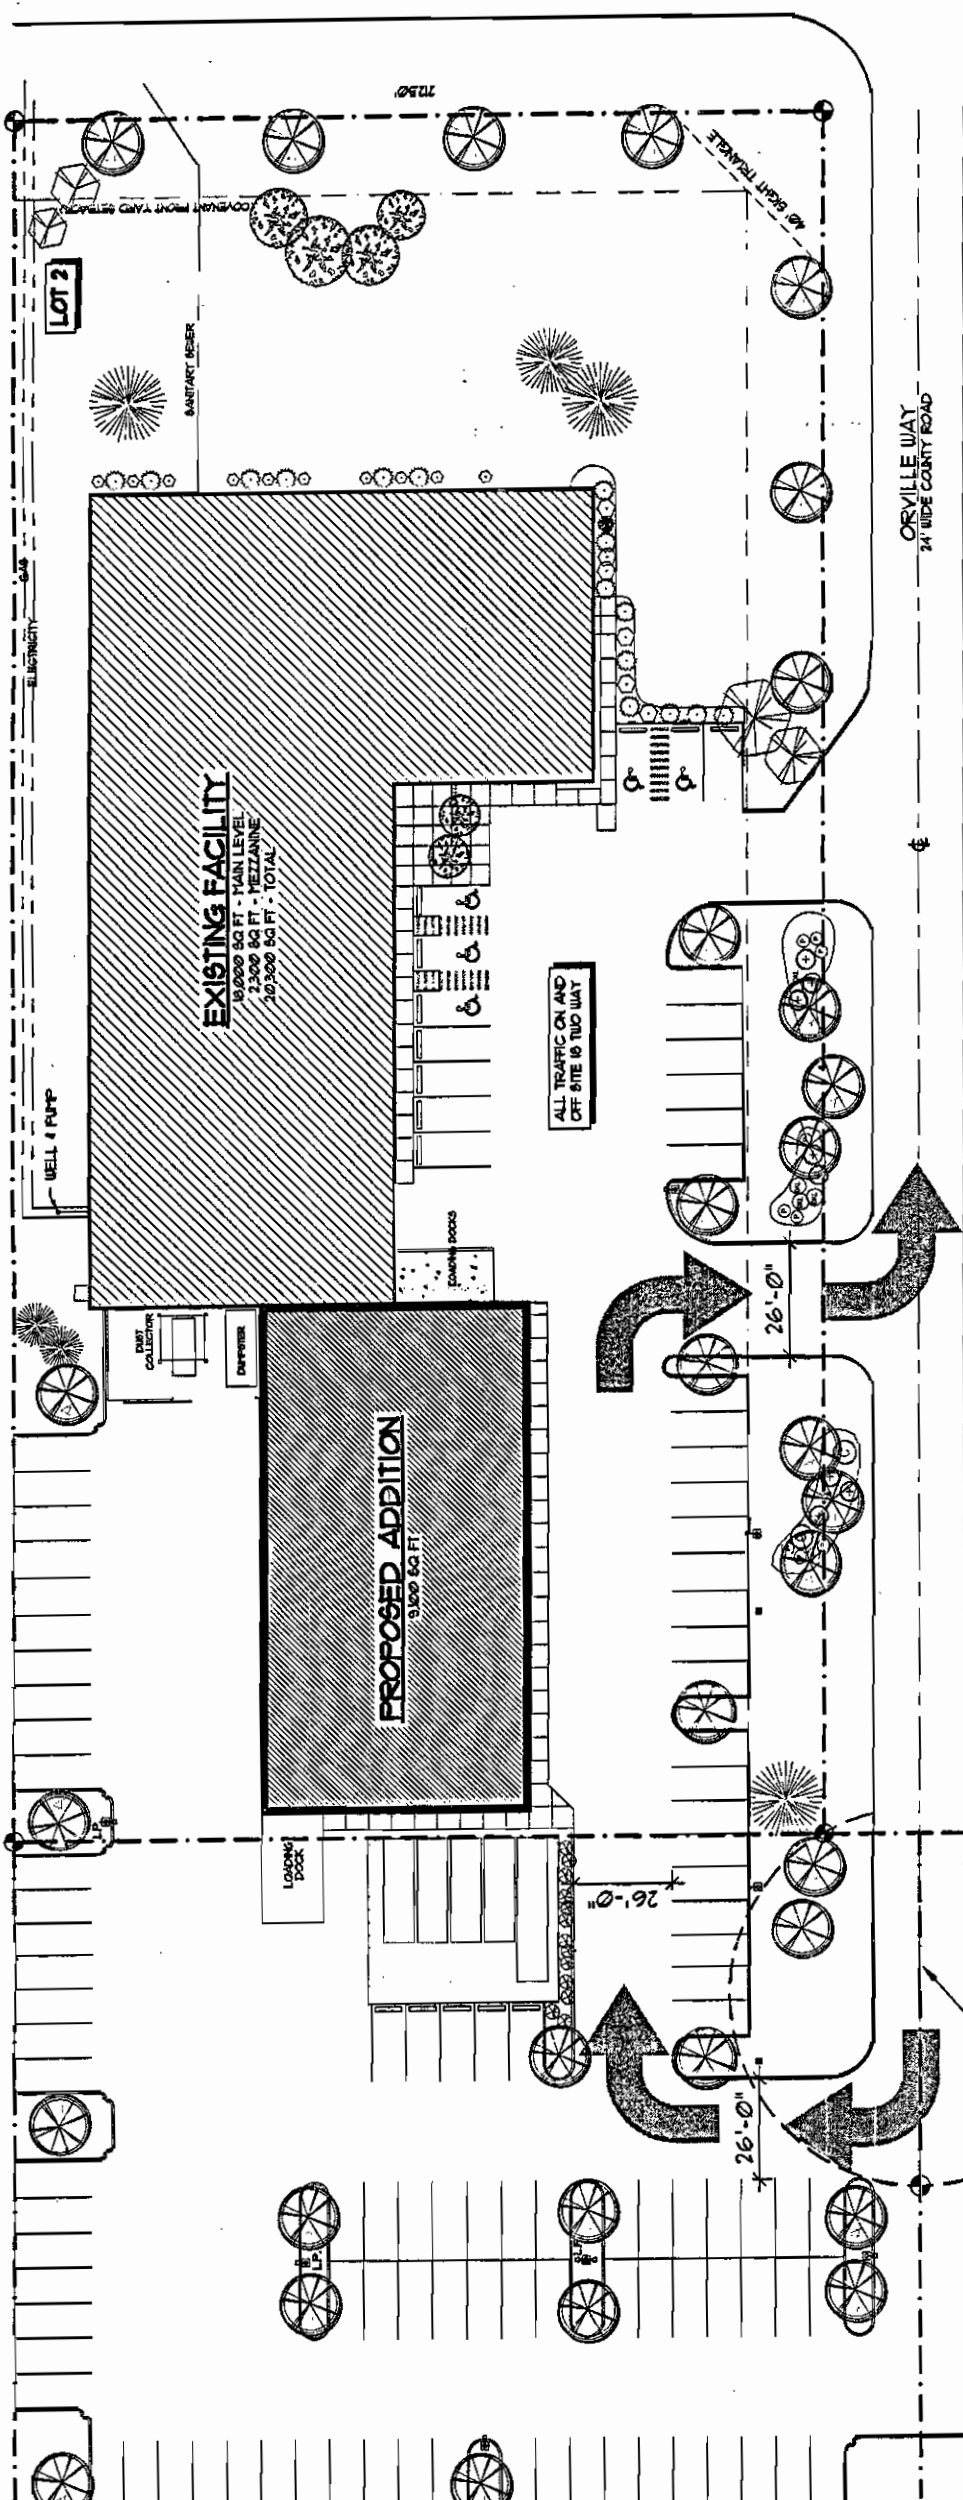 212.50'
40' SIGHT TRIANGLE
COVENANT FRONT YARD SETBACK
LOT 2
SANITARY SEWER
ORVILLE WAY
24' WIDE COUNTY ROAD
GAS
ELECTRICITY
EXISTING FACILITY
18,000 SQ FT - MAIN LEVEL
2,300 SQ FT - MEZZANINE
20,300 SQ FT - TOTAL
ALL TRAFFIC ON AND
OFF SITE IS TWO WAY
WELL & PUMP
LOADING DOCKS
26'-0"
DUST
COLLECTOR
DUMPSTER
PROPOSED ADDITION
9,100 SQ FT
L.P.
LOADING
DOCK
26'-0"
26'-0"
L.P.
L.P.